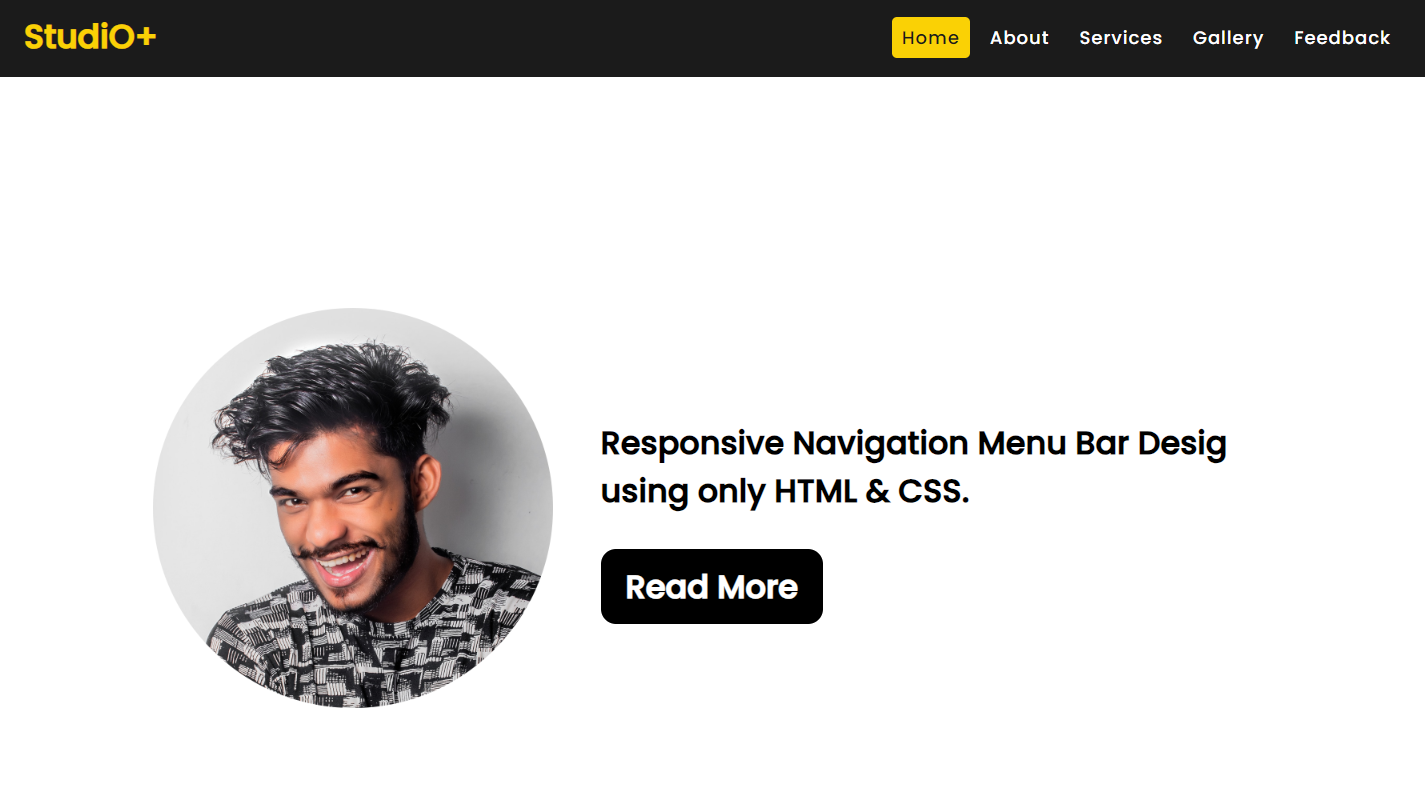 StudiO+
Home About Services Gallery Feedback
Responsive Navigation Menu Bar Desig
using only HTML & CSS.
Read More